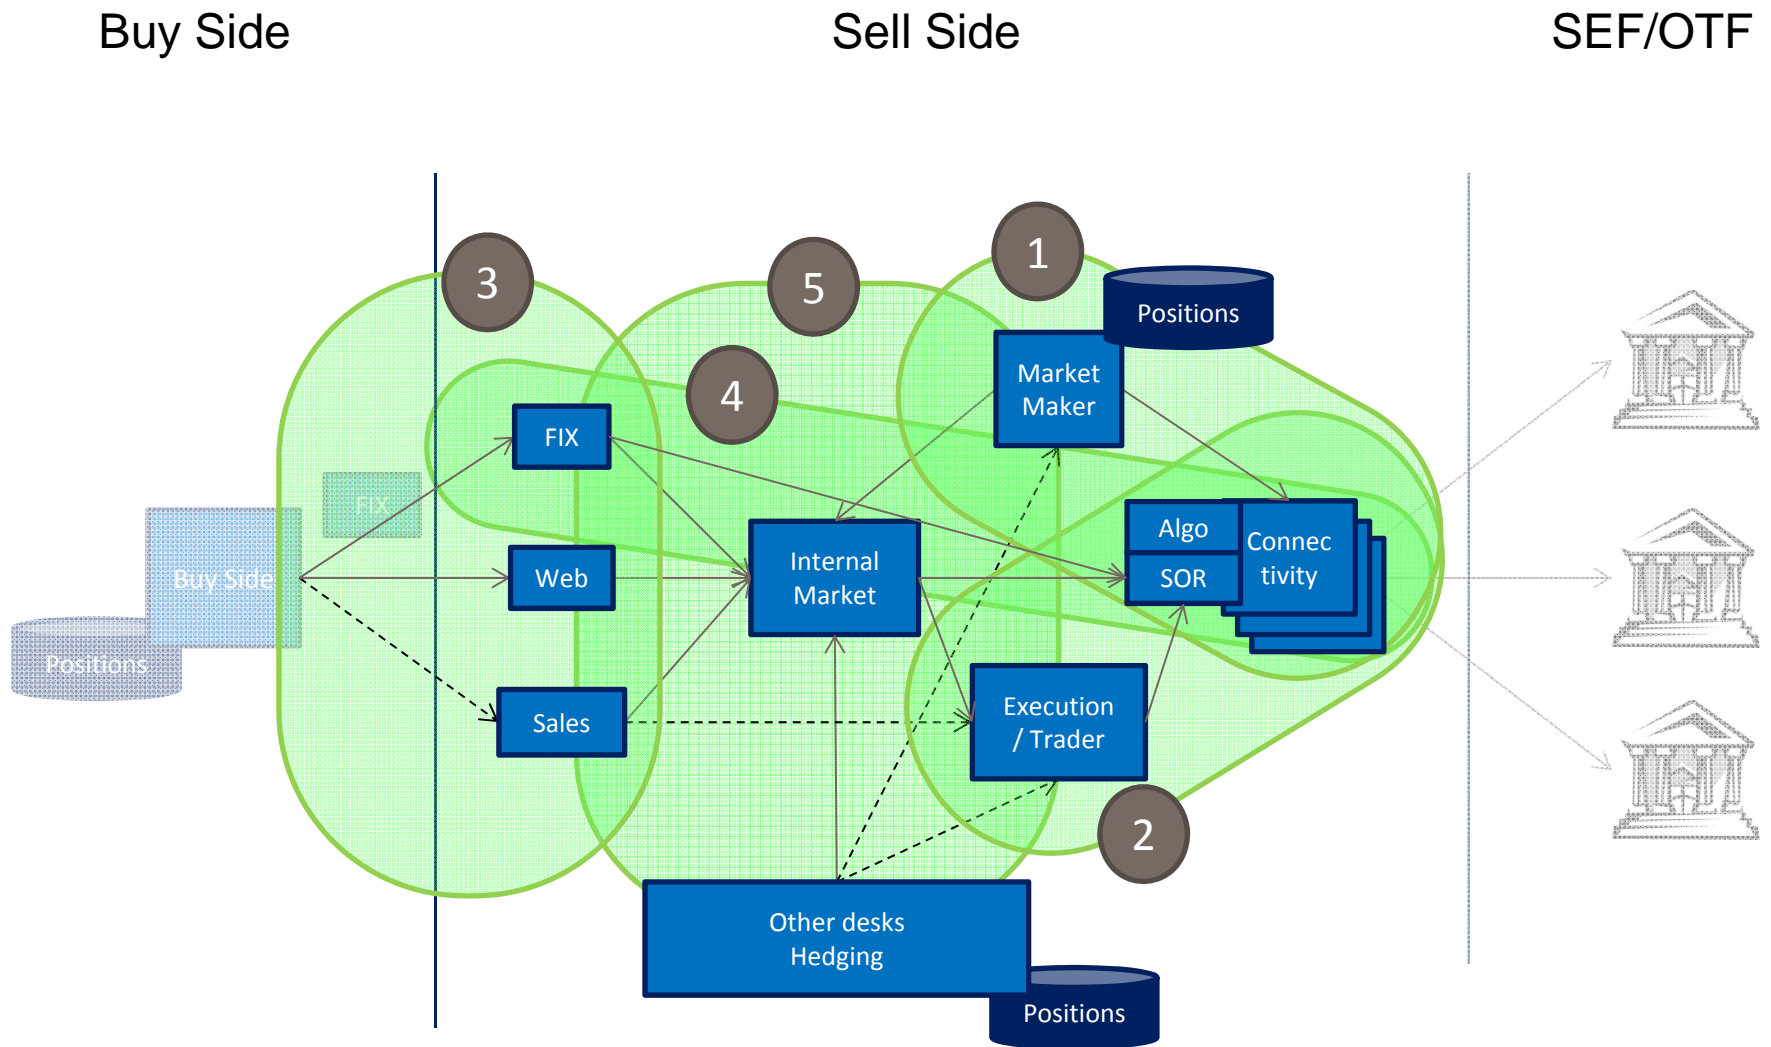 Buy Side
Sell Side
SEF/OTF
3
5
1
4
Positions
Market
Maker
FIX
FIX
Algo
SOR
Connec
tivity
Buy Side
Web
Internal
Market
Positions
Sales
Execution
/ Trader
2
Other desks
Hedging
Positions